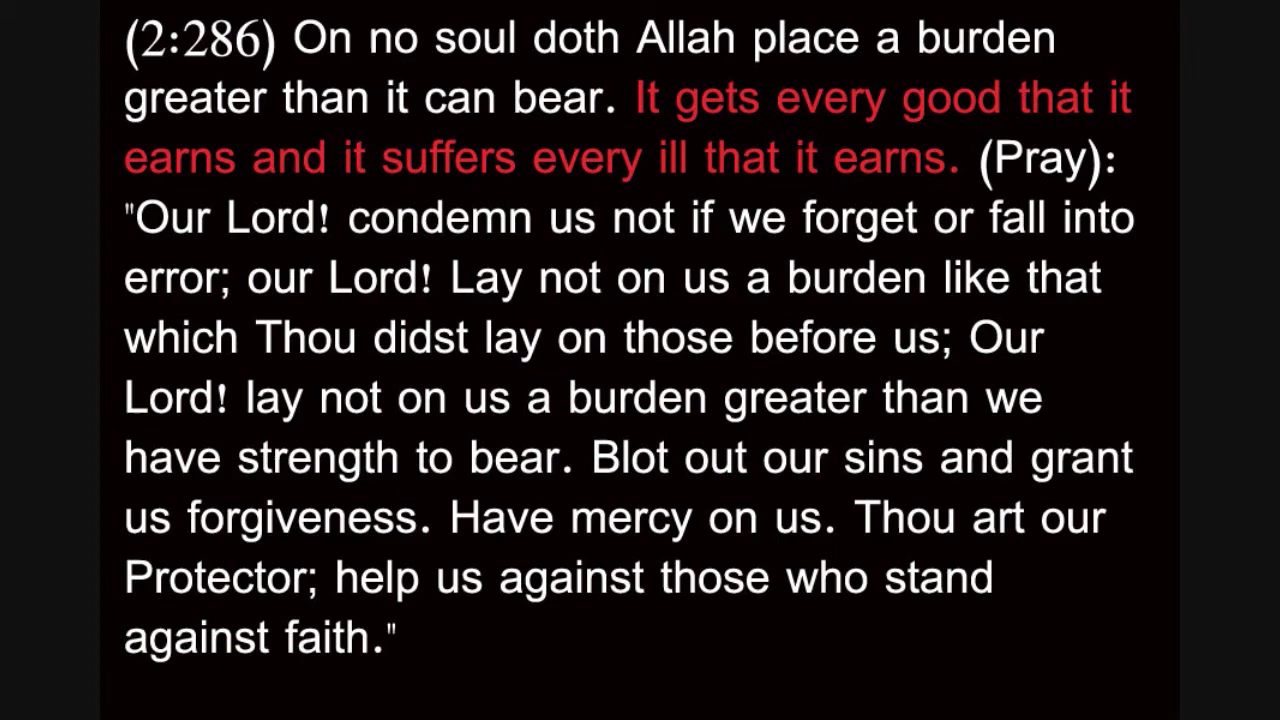 (2:286) On no soul doth Allah place a burden
greater than it can bear. It gets every good that it
earns and it suffers every ill that it earns. (Pray):
"Our Lord! condemn us not if we forget or fall into
error; our Lord! Lay not on us a burden like that
which Thou didst lay on those before us; Our
Lord! lay not on us a burden greater than we
have strength to bear. Blot out our sins and grant
us forgiveness. Have mercy on us. Thou art our
Protector; help us against those who stand
against faith."